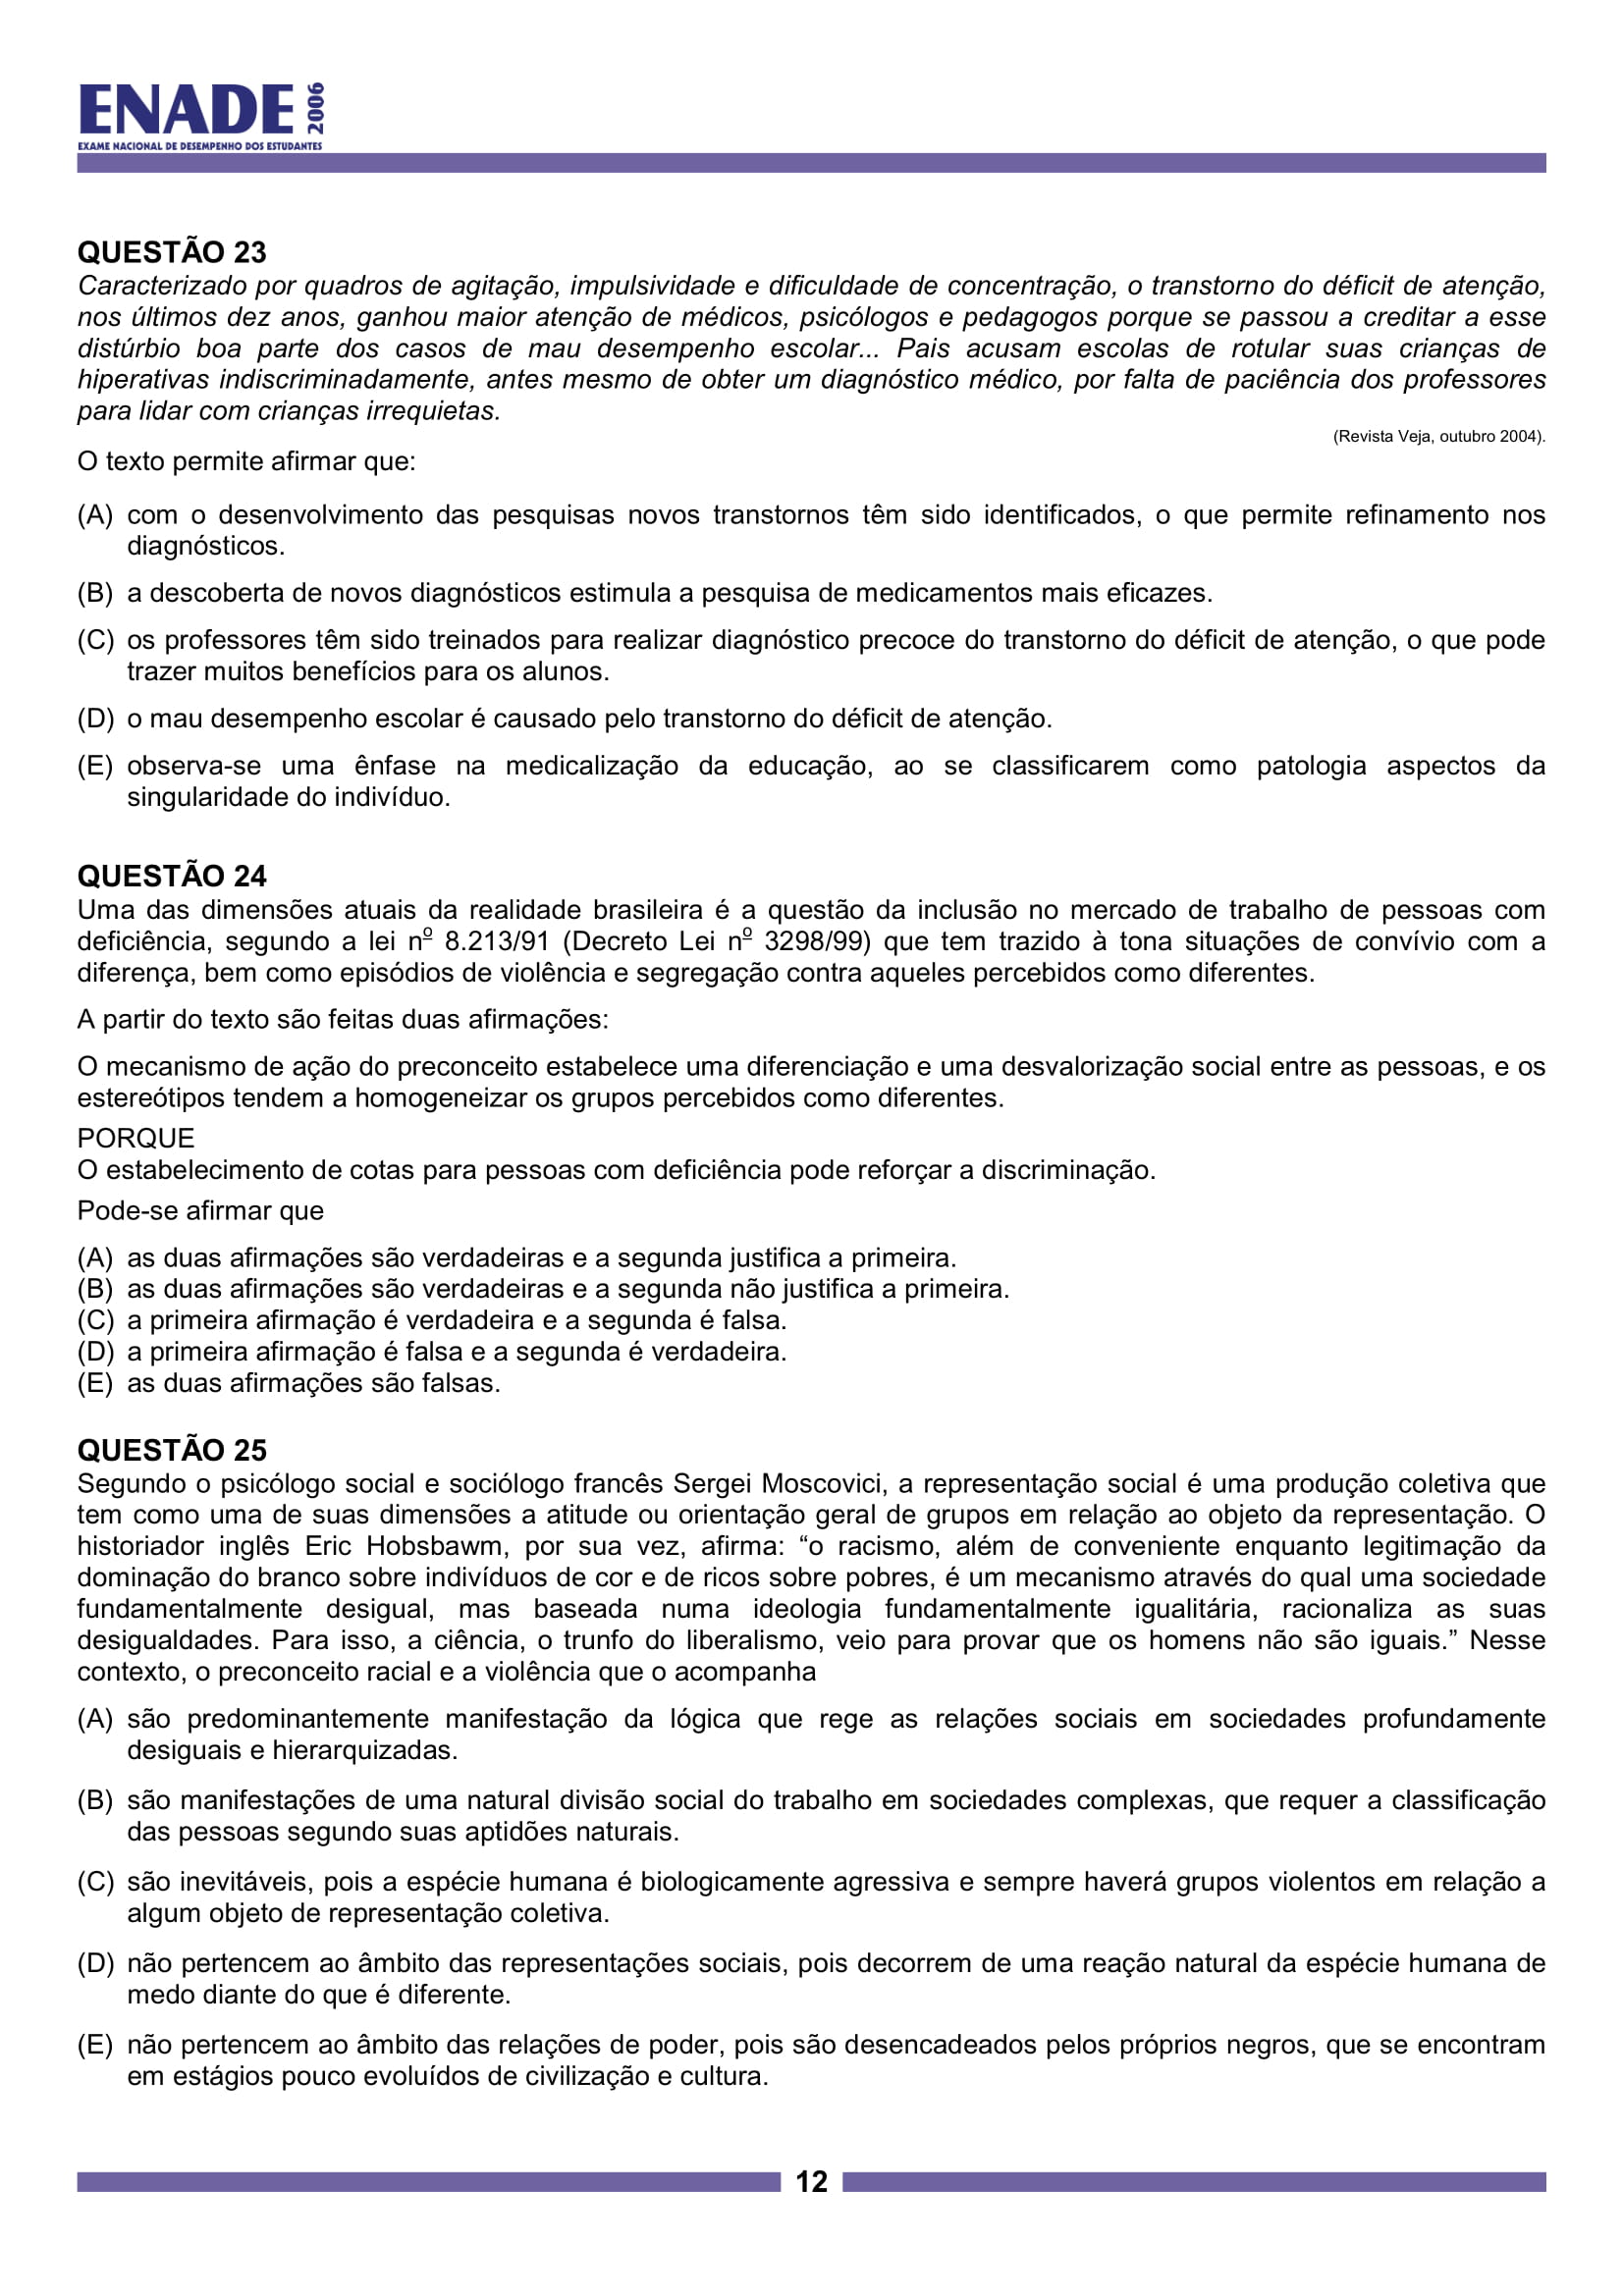 ENADE 2006
EXAME NACIONAL DE DESEMPENHO DOS ESTUDANTES
QUESTÃO 23
Caracterizado por quadros de agitação, impulsividade e dificuldade de concentração, o transtorno do déficit de atenção,
nos últimos dez anos, ganhou maior atenção de médicos, psicólogos e pedagogos porque se passou a creditar a esse
distúrbio boa parte dos casos de mau desempenho escolar... Pais acusam escolas de rotular suas crianças de
hiperativas indiscriminadamente, antes mesmo de obter um diagnóstico médico, por falta de paciência dos professores
para lidar com crianças irrequietas.
(Revista Veja, outubro 2004).
O texto permite afirmar que:
(A) com o desenvolvimento das pesquisas novos transtornos têm sido identificados, o que permite refinamento nos
diagnósticos.
(B) a descoberta de novos diagnósticos estimula a pesquisa de medicamentos mais eficazes.
(C) os professores têm sido treinados para realizar diagnóstico precoce do transtorno do déficit de atenção, o que pode
trazer muitos benefícios para os alunos.
(D) o mau desempenho escolar é causado pelo transtorno do déficit de atenção.
(E) observa-se uma ênfase na medicalização da educação, ao se classificarem como patologia aspectos da
singularidade do indivíduo.
QUESTÃO 24
Uma das dimensões atuais da realidade brasileira é a questão da inclusão no mercado de trabalho de pessoas com
deficiência, segundo a lei nº 8.213/91 (Decreto Lei nº 3298/99) que tem trazido à tona situações de convívio com a
diferença, bem como episódios de violência e segregação contra aqueles percebidos como diferentes.
A partir do texto são feitas duas afirmações:
O mecanismo de ação do preconceito estabelece uma diferenciação e uma desvalorização social entre as pessoas, e os
estereótipos tendem a homogeneizar os grupos percebidos como diferentes.
PORQUE
O estabelecimento de cotas para pessoas com deficiência pode reforçar a discriminação.
Pode-se afirmar que
(A) as duas afirmações são verdadeiras e a segunda justifica a primeira.
(B) as duas afirmações são verdadeiras e a segunda não justifica a primeira.
(C) a primeira afirmação é verdadeira e a segunda é falsa.
(D) a primeira afirmação é falsa e a segunda é verdadeira.
(E) as duas afirmações são falsas.
QUESTÃO 25
Segundo o psicólogo social e sociólogo francês Sergei Moscovici, a representação social é uma produção coletiva que
tem como uma de suas dimensões a atitude ou orientação geral de grupos em relação ao objeto da representação. O
historiador inglês Eric Hobsbawm, por sua vez, afirma: “o racismo, além de conveniente enquanto legitimação da
dominação do branco sobre indivíduos de cor e de ricos sobre pobres, é um mecanismo através do qual uma sociedade
fundamentalmente desigual, mas baseada numa ideologia fundamentalmente igualitária, racionaliza as suas
desigualdades. Para isso, a ciência, o trunfo do liberalismo, veio para provar que os homens não são iguais.” Nesse
contexto, o preconceito racial e a violência que o acompanha
(A) são predominantemente manifestação da lógica que rege as relações sociais em sociedades profundamente
desiguais e hierarquizadas.
(B) são manifestações de uma natural divisão social do trabalho em sociedades complexas, que requer a classificação
das pessoas segundo suas aptidões naturais.
(C) são inevitáveis, pois a espécie humana é biologicamente agressiva e sempre haverá grupos violentos em relação a
algum objeto de representação coletiva.
(D) não pertencem ao âmbito das representações sociais, pois decorrem de uma reação natural da espécie humana de
medo diante do que é diferente.
(E) não pertencem ao âmbito das relações de poder, pois são desencadeados pelos próprios negros, que se encontram
em estágios pouco evoluídos de civilização e cultura.
12